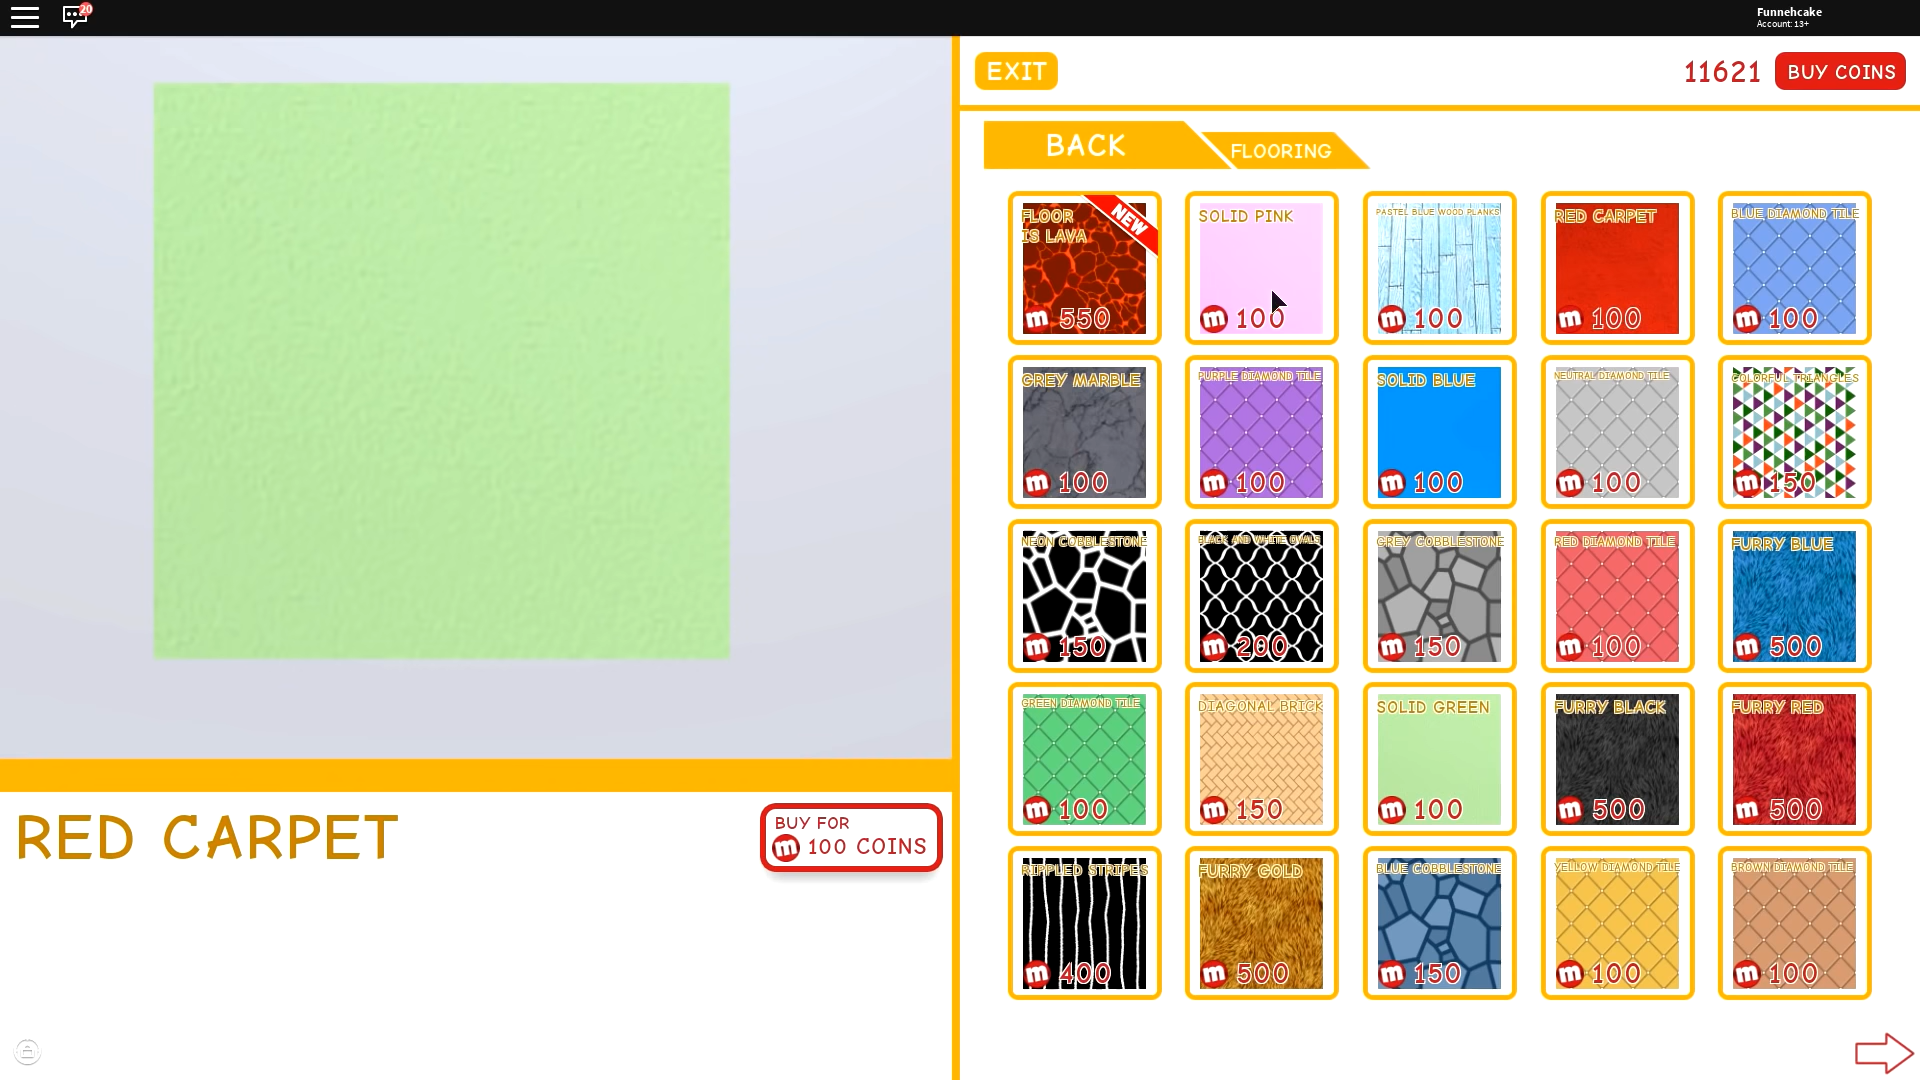 20
Funnehcake
Account: 13+
EXIT
11621
BUY COINS
BACK
FLOORING
FLOOR
IS LAVA
NEW
m 550
SOLID PINK
m 100
PASTEL BLUE WOOD PLANKS
m 100
RED CARPET
m 100
BLUE DIAMOND TILE
m 100
GREY MARBLE
m 100
PURPLE DIAMOND TILE
m 100
SOLID BLUE
m 100
NEUTRAL DIAMOND TILE
m 100
COLORFUL TRIANGLES
m 150
NEON COBBLESTONE
m 150
BLACK AND WHITE OVALS
m 200
GREY COBBLESTONE
m 150
RED DIAMOND TILE
m 100
FURRY BLUE
m 500
GREEN DIAMOND TILE
m 100
DIAGONAL BRICK
m 150
SOLID GREEN
m 100
FURRY BLACK
m 500
FURRY RED
m 500
RIPPLED STRIPES
m 400
FURRY GOLD
m 500
BLUE COBBLESTONE
m 150
YELLOW DIAMOND TILE
m 100
BROWN DIAMOND TILE
m 100
RED CARPET
BUY FOR
m 100 COINS